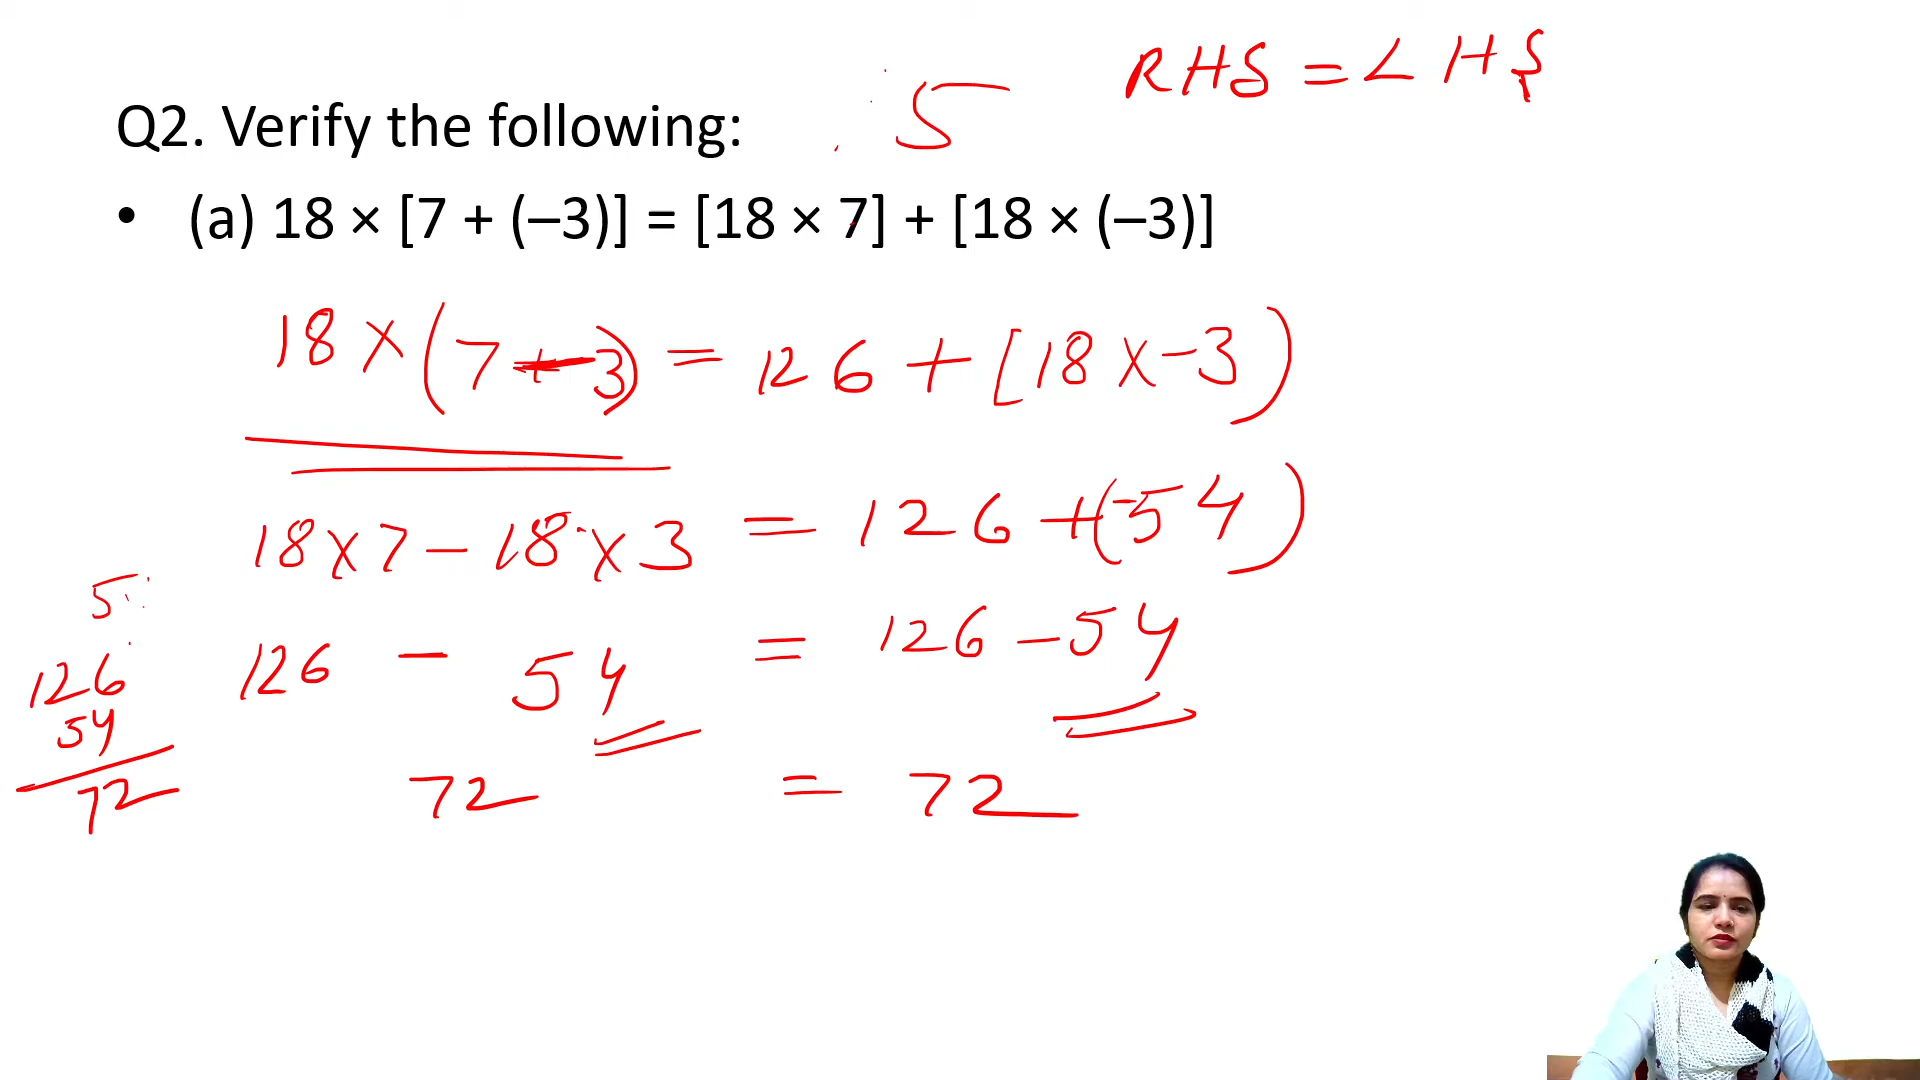 RHS = LHS
Q2. Verify the following: 5
• (a) 18 × [7 + (–3)] = [18 × 7] + [18 × (–3)]
18 × (7 - 3) = 126 + [18 × -3)
18 × 7 - 18 × 3 = 126 + (-54)
5
126 - 54 = 126 - 54
126
54
72
72 = 72